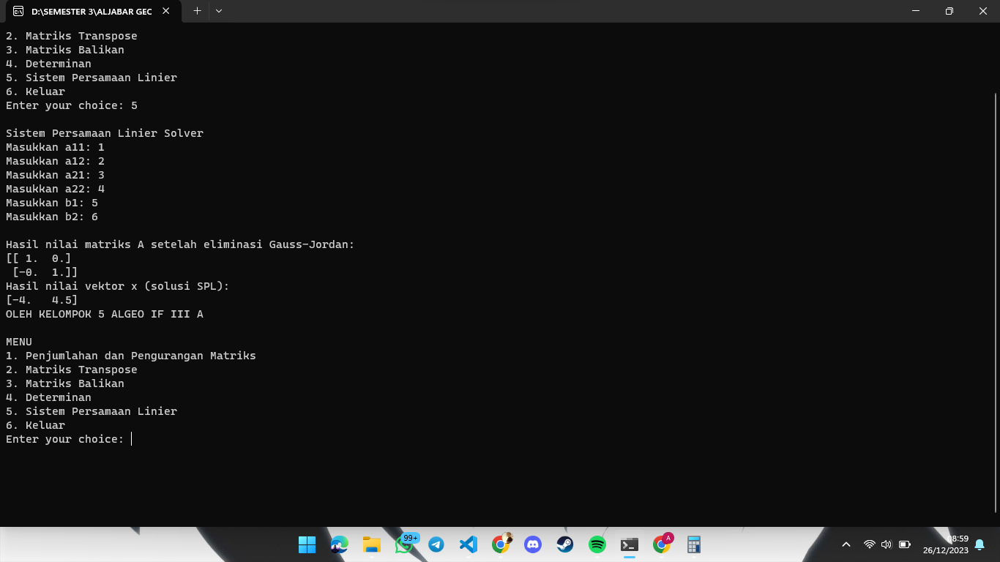 D:\SEMESTER 3\ALJABAR GEC
2. Matriks Transpose
3. Matriks Balikan
4. Determinan
5. Sistem Persamaan Linier
6. Keluar
Enter your choice: 5
Sistem Persamaan Linier Solver
Masukkan a11: 1
Masukkan a12: 2
Masukkan a21: 3
Masukkan a22: 4
Masukkan b1: 5
Masukkan b2: 6
Hasil nilai matriks A setelah eliminasi Gauss-Jordan:
[[ 1.  0.]
 [-0.  1.]]
Hasil nilai vektor x (solusi SPL):
[-4.   4.5]
OLEH KELOMPOK 5 ALGEO IF III A
MENU
1. Penjumlahan dan Pengurangan Matriks
2. Matriks Transpose
3. Matriks Balikan
4. Determinan
5. Sistem Persamaan Linier
6. Keluar
Enter your choice:
99+
A
08:59
26/12/2023